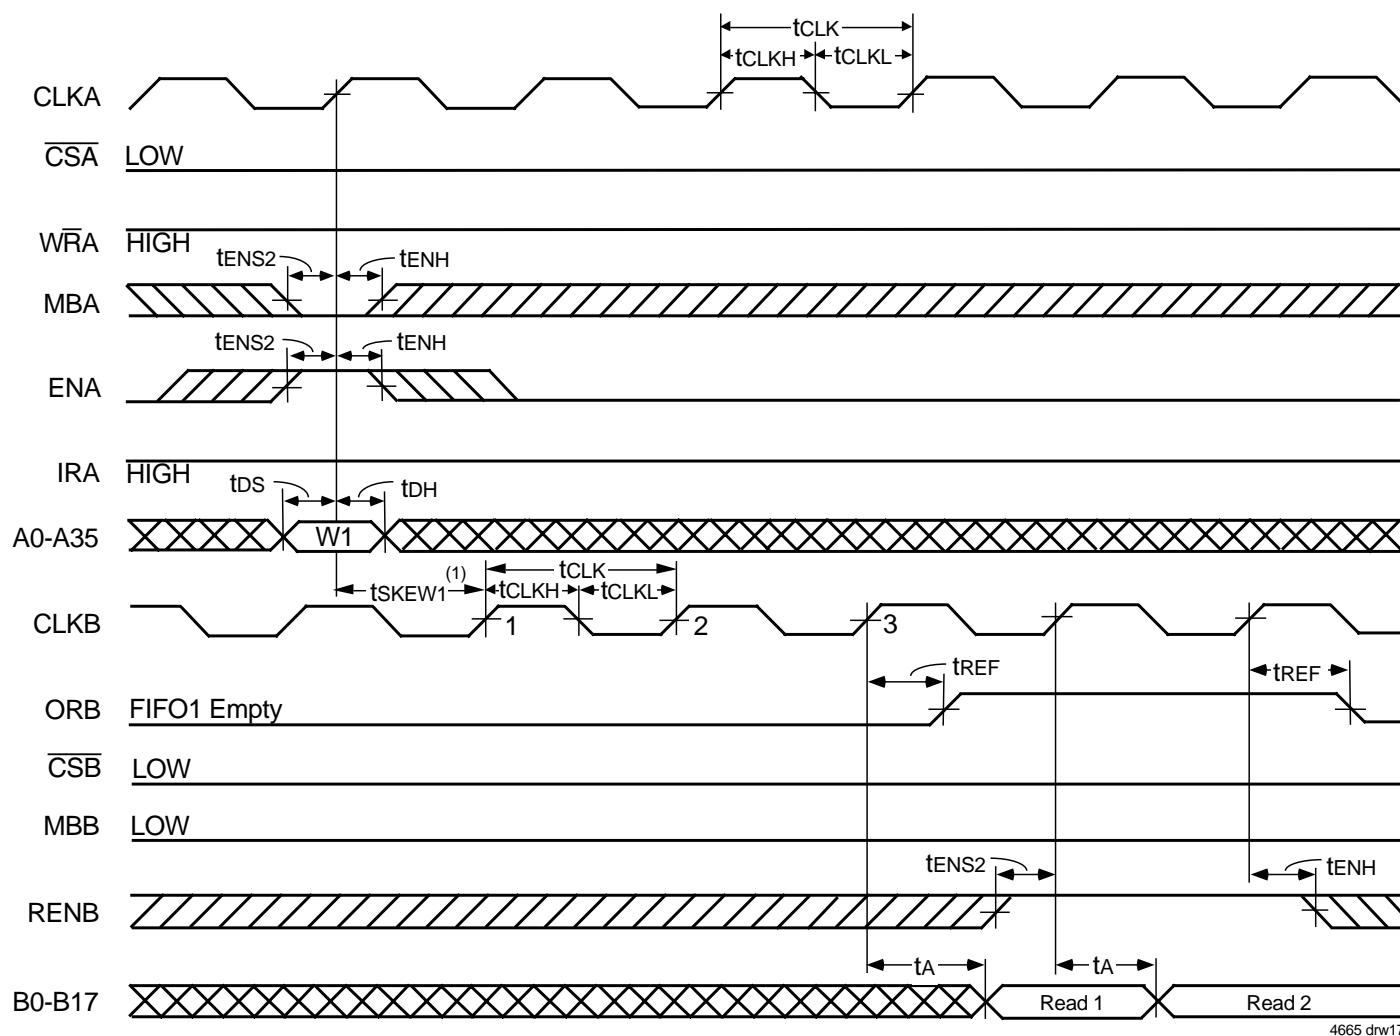 tCLK
tCLKH tCLKL
CLKA
CSA LOW
WRA HIGH
tENS2 tENH
MBA
tENS2 tENH
ENA
IRA HIGH
tDS tDH
A0-A35 W1
tSKEW1 (1) tCLK
tCLKH tCLKL
CLKB 1 2 3
tREF tREF
ORB FIFO1 Empty
CSB LOW
MBB LOW
tENS2 tENH
RENB
tA tA
B0-B17 Read 1 Read 2
4665 drw17